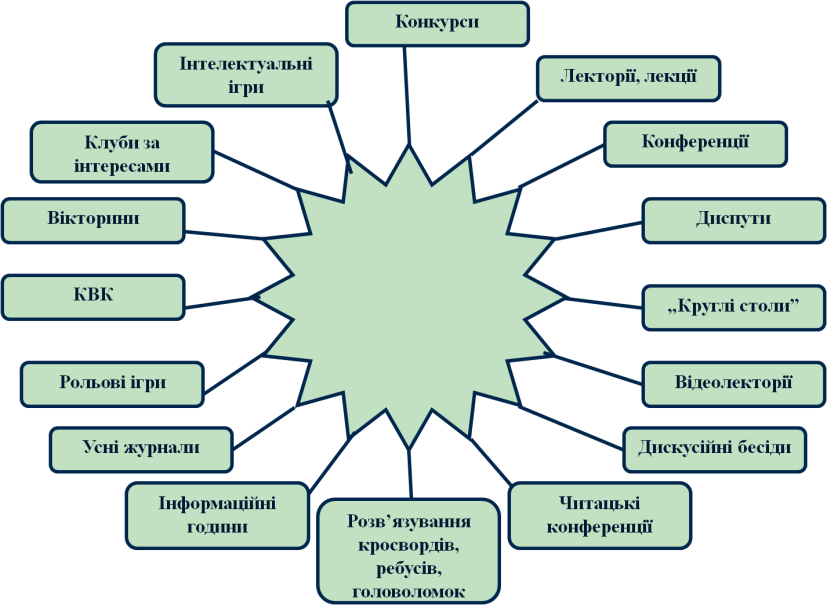 Конкурси
Лекторії, лекції
Конференції
Диспути
„Круглі столи”
Відеолекторії
Дискусійні бесіди
Читацькі
конференції
Розв’язування
кросвордів,
ребусів,
головоломок
Інформаційні
години
Усні журнали
Рольові ігри
КВК
Вікторини
Клуби за
інтересами
Інтелектуальні
ігри